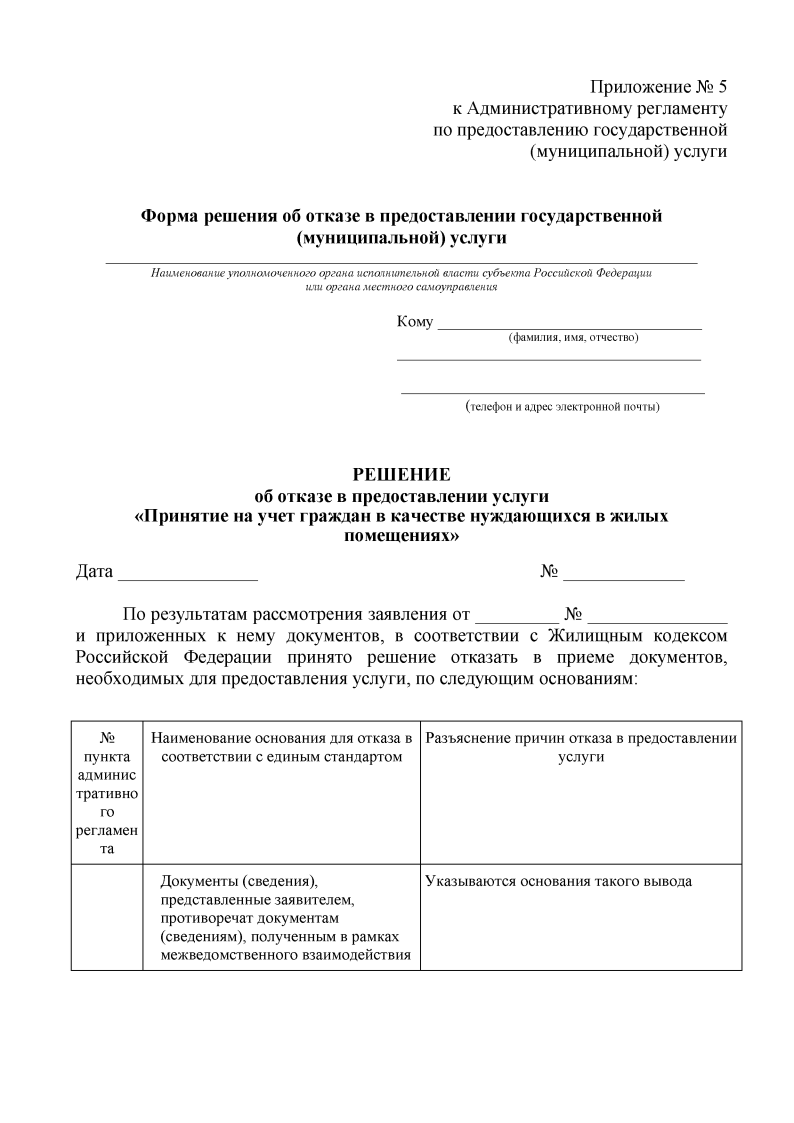 Приложение № 5
к Административному регламенту
по предоставлению государственной
(муниципальной) услуги
Форма решения об отказе в предоставлении государственной
(муниципальной) услуги
Наименование уполномоченного органа исполнительной власти субъекта Российской Федерации
или органа местного самоуправления
Кому ______________________________
(фамилия, имя, отчество)
(телефон и адрес электронной почты)
РЕШЕНИЕ
об отказе в предоставлении услуги
«Принятие на учет граждан в качестве нуждающихся в жилых
помещениях»
Дата _______________ № _____________
По результатам рассмотрения заявления от _________ № _______________
и приложенных к нему документов, в соответствии с Жилищным кодексом
Российской Федерации принято решение отказать в приеме документов,
необходимых для предоставления услуги, по следующим основаниям:
№
пункта
админис
тративно
го
регламен
та
Наименование основания для отказа в
соответствии с единым стандартом
Разъяснение причин отказа в предоставлении
услуги
Документы (сведения),
представленные заявителем,
противоречат документам
(сведениям), полученным в рамках
межведомственного взаимодействия
Указываются основания такого вывода